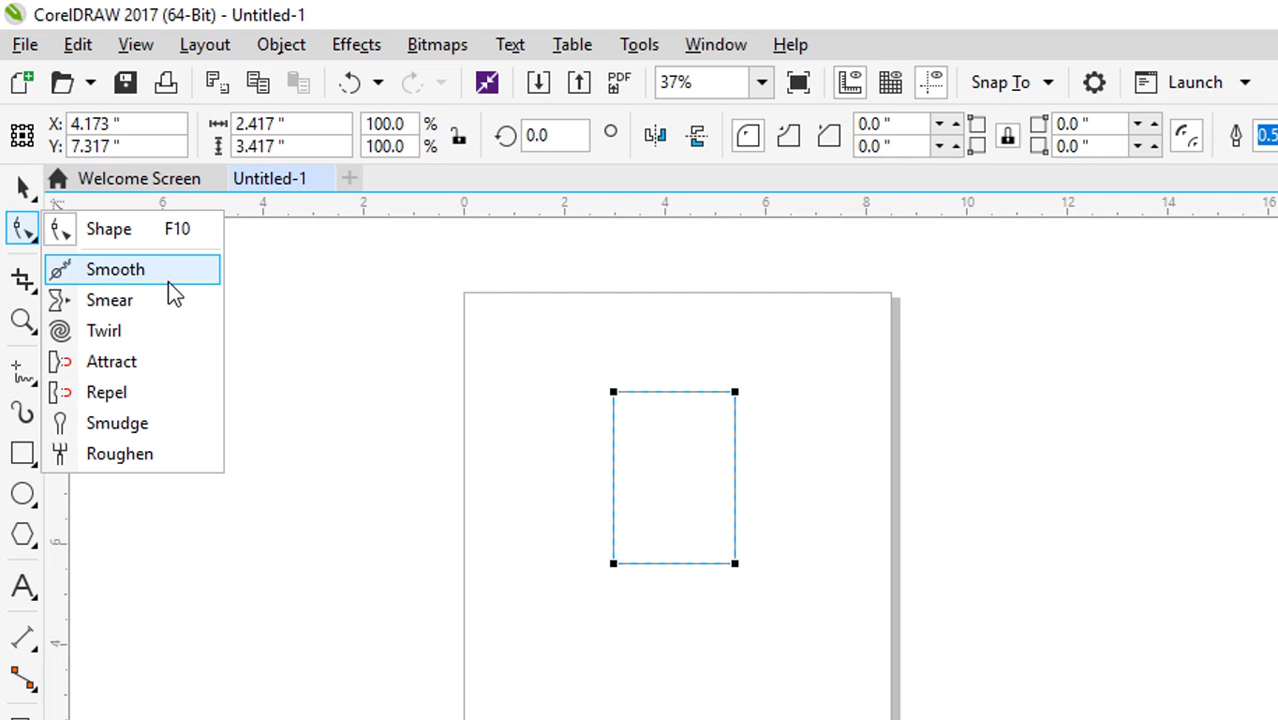 CorelDRAW 2017 (64-Bit) - Untitled-1
File Edit View Layout Object Effects Bitmaps Text Table Tools Window Help
PDF 37% Snap To Launch
X: 4.173 " 2.417 " 100.0 % 0.0 0.0 " 0.0 "
Y: 7.317 " 3.417 " 100.0 % 0.0 " 0.0 "
Welcome Screen Untitled-1
6 4 2 0 2 4 6 8 10 12 14 16
Shape F10
Smooth
Smear
Twirl
Attract
Repel
Smudge
Roughen
6
4